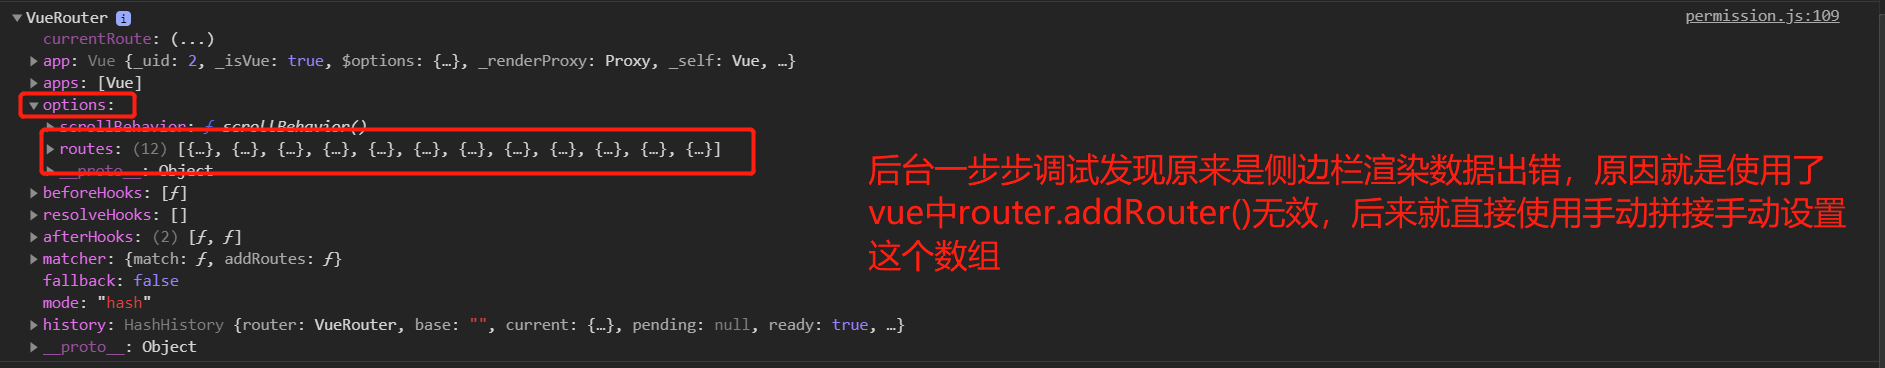 ▼VueRouter i permission.js:109
currentRoute: (...)
▶app: Vue {_uid: 2, _isVue: true, $options: {…}, _renderProxy: Proxy, _self: Vue, …}
▶apps: [Vue]
▼options:
▶scrollBehavior: ƒ scrollBehavior()
▶routes: (12) [{…}, {…}, {…}, {…}, {…}, {…}, {…}, {…}, {…}, {…}, {…}, {…}]
▶__proto__: Object
▶beforeHooks: [ƒ]
▶resolveHooks: []
▶afterHooks: (2) [ƒ, ƒ]
▶matcher: {match: ƒ, addRoutes: ƒ}
fallback: false
mode: "hash"
▶history: HashHistory {router: VueRouter, base: "", current: {…}, pending: null, ready: true, …}
▶__proto__: Object
后台一步步调试发现原来是侧边栏渲染数据出错，原因就是使用了
vue中router.addRouter()无效，后来就直接使用手动拼接手动设置
这个数组